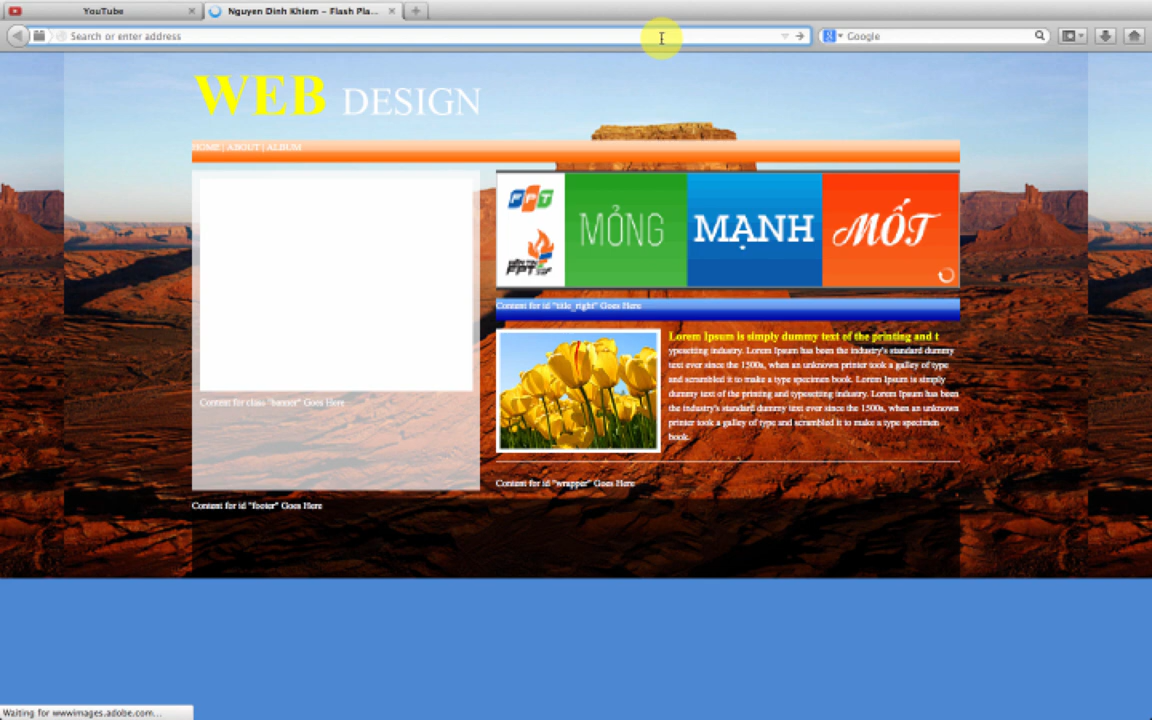 YouTube
Nguyen Dinh Khiem – Flash Pla...
Search or enter address
Google
WEB DESIGN
HOME | ABOUT | ALBUM
FPT
MỎNG
MẠNH
MỐT
FPT
Content for id "title_right" Goes Here
Lorem Ipsum is simply dummy text of the printing and t
ypesetting industry. Lorem Ipsum has been the industry's standard dummy
text ever since the 1500s, when an unknown printer took a galley of type
and scrambled it to make a type specimen book. Lorem Ipsum is simply
dummy text of the printing and typesetting industry. Lorem Ipsum has been
the industry's standard dummy text ever since the 1500s, when an unknown
printer took a galley of type and scrambled it to make a type specimen
book.
Content for class "banner" Goes Here
Content for id "wrapper" Goes Here
Content for id "footer" Goes Here
Waiting for wwwimages.adobe.com...